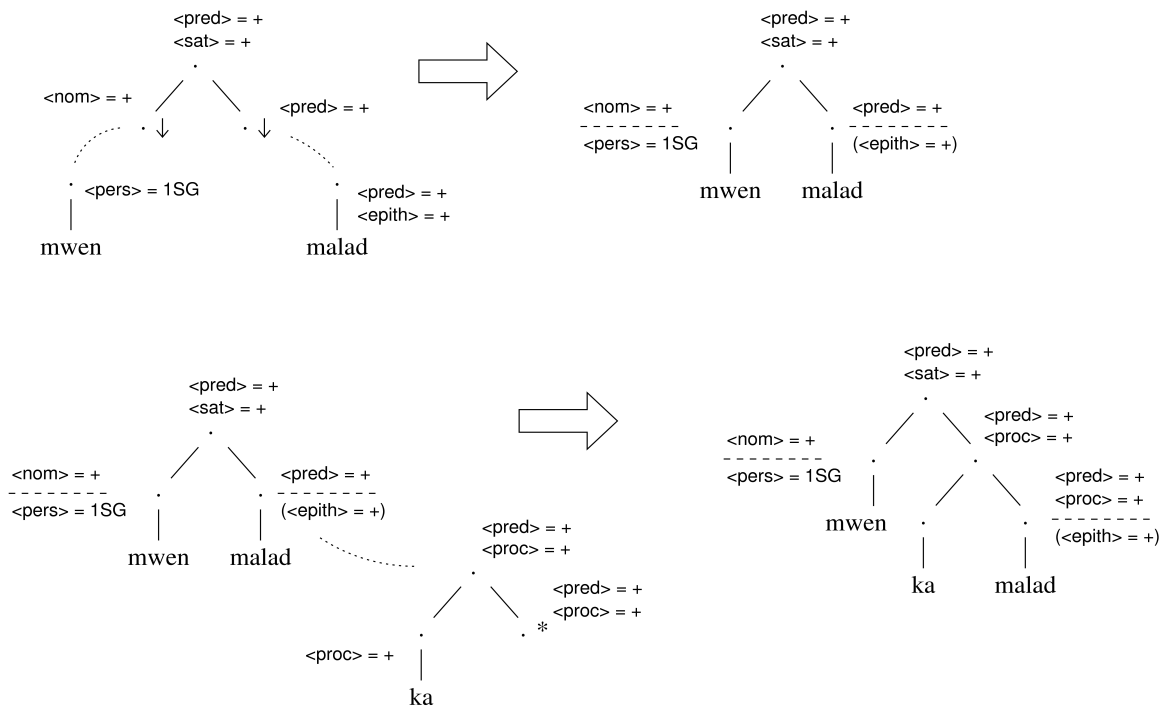 <pred> = +
<sat> = +
<nom> = +
<pred> = +
<pers> = 1SG
mwen
<pred> = +
<epith> = +
malad
<pred> = +
<sat> = +
<nom> = +
<pers> = 1SG
<pred> = +
(<epith> = +)
mwen
malad
<pred> = +
<sat> = +
<nom> = +
<pers> = 1SG
<pred> = +
(<epith> = +)
mwen
malad
<pred> = +
<proc> = +
<pred> = +
<proc> = +
*
<proc> = +
ka
<pred> = +
<sat> = +
<nom> = +
<pers> = 1SG
<pred> = +
<proc> = +
mwen
<pred> = +
<proc> = +
(<epith> = +)
ka
malad